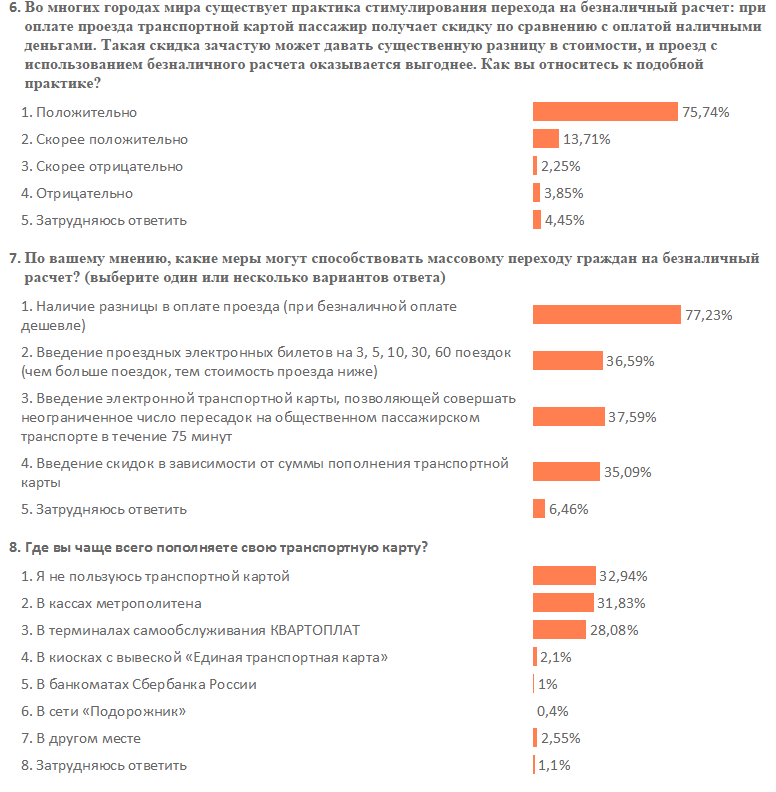 6. Во многих городах мира существует практика стимулирования перехода на безналичный расчет: при
оплате проезда транспортной картой пассажир получает скидку по сравнению с оплатой наличными
деньгами. Такая скидка зачастую может давать существенную разницу в стоимости, и проезд с
использованием безналичного расчета оказывается выгоднее. Как вы относитесь к подобной
практике?
1. Положительно 75,74%
2. Скорее положительно 13,71%
3. Скорее отрицательно 2,25%
4. Отрицательно 3,85%
5. Затрудняюсь ответить 4,45%
7. По вашему мнению, какие меры могут способствовать массовому переходу граждан на безналичный
расчет? (выберите один или несколько вариантов ответа)
1. Наличие разницы в оплате проезда (при безналичной оплате
дешевле) 77,23%
2. Введение проездных электронных билетов на 3, 5, 10, 30, 60 поездок
(чем больше поездок, тем стоимость проезда ниже) 36,59%
3. Введение электронной транспортной карты, позволяющей совершать
неограниченное число пересадок на общественном пассажирском 37,59%
транспорте в течение 75 минут
4. Введение скидок в зависимости от суммы пополнения транспортной
карты 35,09%
5. Затрудняюсь ответить 6,46%
8. Где вы чаще всего пополняете свою транспортную карту?
1. Я не пользуюсь транспортной картой 32,94%
2. В кассах метрополитена 31,83%
3. В терминалах самообслуживания КВАРТОПЛАТ 28,08%
4. В киосках с вывеской «Единая транспортная карта» 2,1%
5. В банкоматах Сбербанка России 1%
6. В сети «Подорожник» 0,4%
7. В другом месте 2,55%
8. Затрудняюсь ответить 1,1%